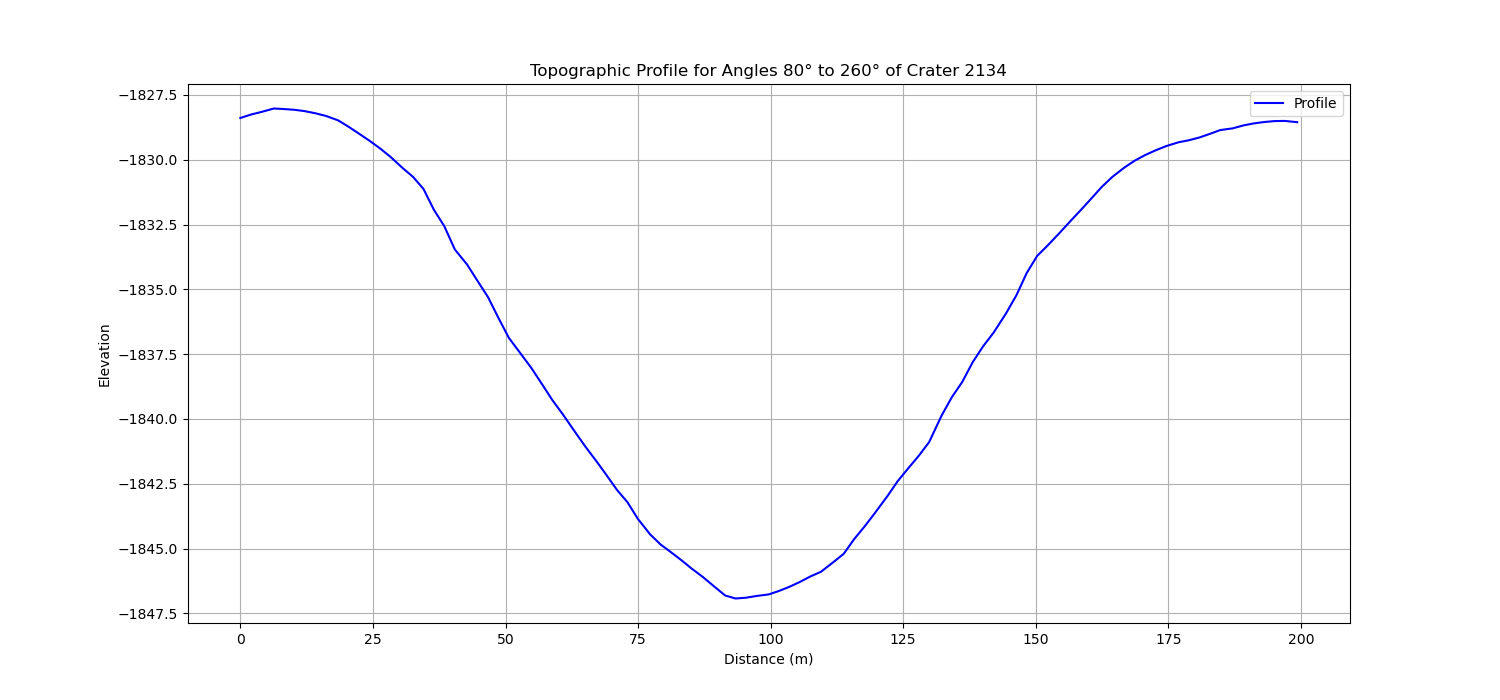 Topographic Profile for Angles 80° to 260° of Crater 2134
Profile
Elevation
−1827.5
−1830.0
−1832.5
−1835.0
−1837.5
−1840.0
−1842.5
−1845.0
−1847.5
0 25 50 75 100 125 150 175 200
Distance (m)